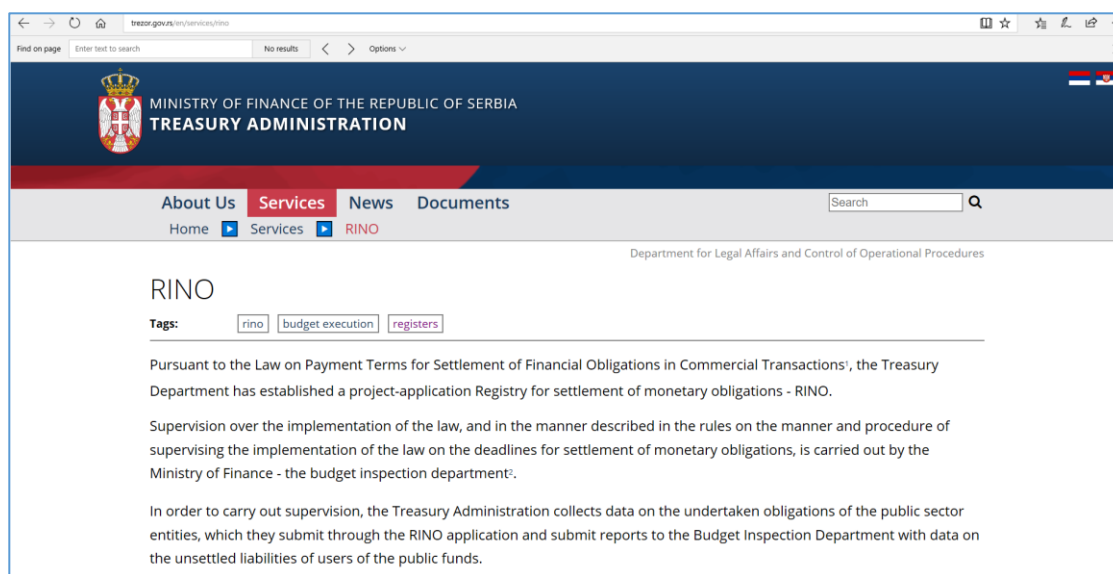 trezor.gov.rs/en/services/rino
Find on page Enter text to search No results Options
MINISTRY OF FINANCE OF THE REPUBLIC OF SERBIA
TREASURY ADMINISTRATION
About Us Services News Documents Search
Home Services RINO
Department for Legal Affairs and Control of Operational Procedures
RINO
Tags: rino budget execution registers
Pursuant to the Law on Payment Terms for Settlement of Financial Obligations in Commercial Transactions¹, the Treasury
Department has established a project-application Registry for settlement of monetary obligations - RINO.
Supervision over the implementation of the law, and in the manner described in the rules on the manner and procedure of
supervising the implementation of the law on the deadlines for settlement of monetary obligations, is carried out by the
Ministry of Finance - the budget inspection department².
In order to carry out supervision, the Treasury Administration collects data on the undertaken obligations of the public sector
entities, which they submit through the RINO application and submit reports to the Budget Inspection Department with data on
the unsettled liabilities of users of the public funds.